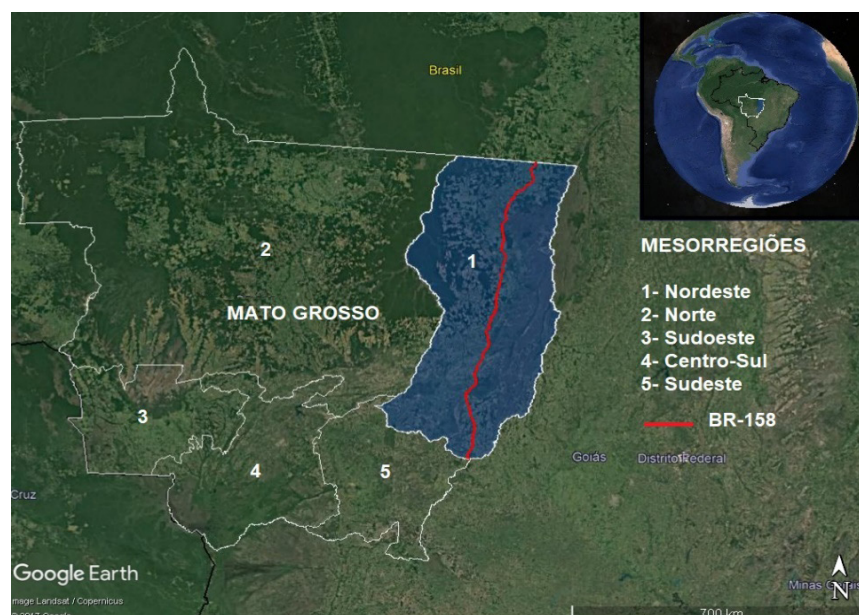 Brasil
2
1
MATO GROSSO
3
4
5
Goiás
Distrito Federal
Cruz
MESORREGIÕES
1- Nordeste
2- Norte
3- Sudoeste
4- Centro-Sul
5- Sudeste
BR-158
Google Earth
Image Landsat / Copernicus
N
700 km